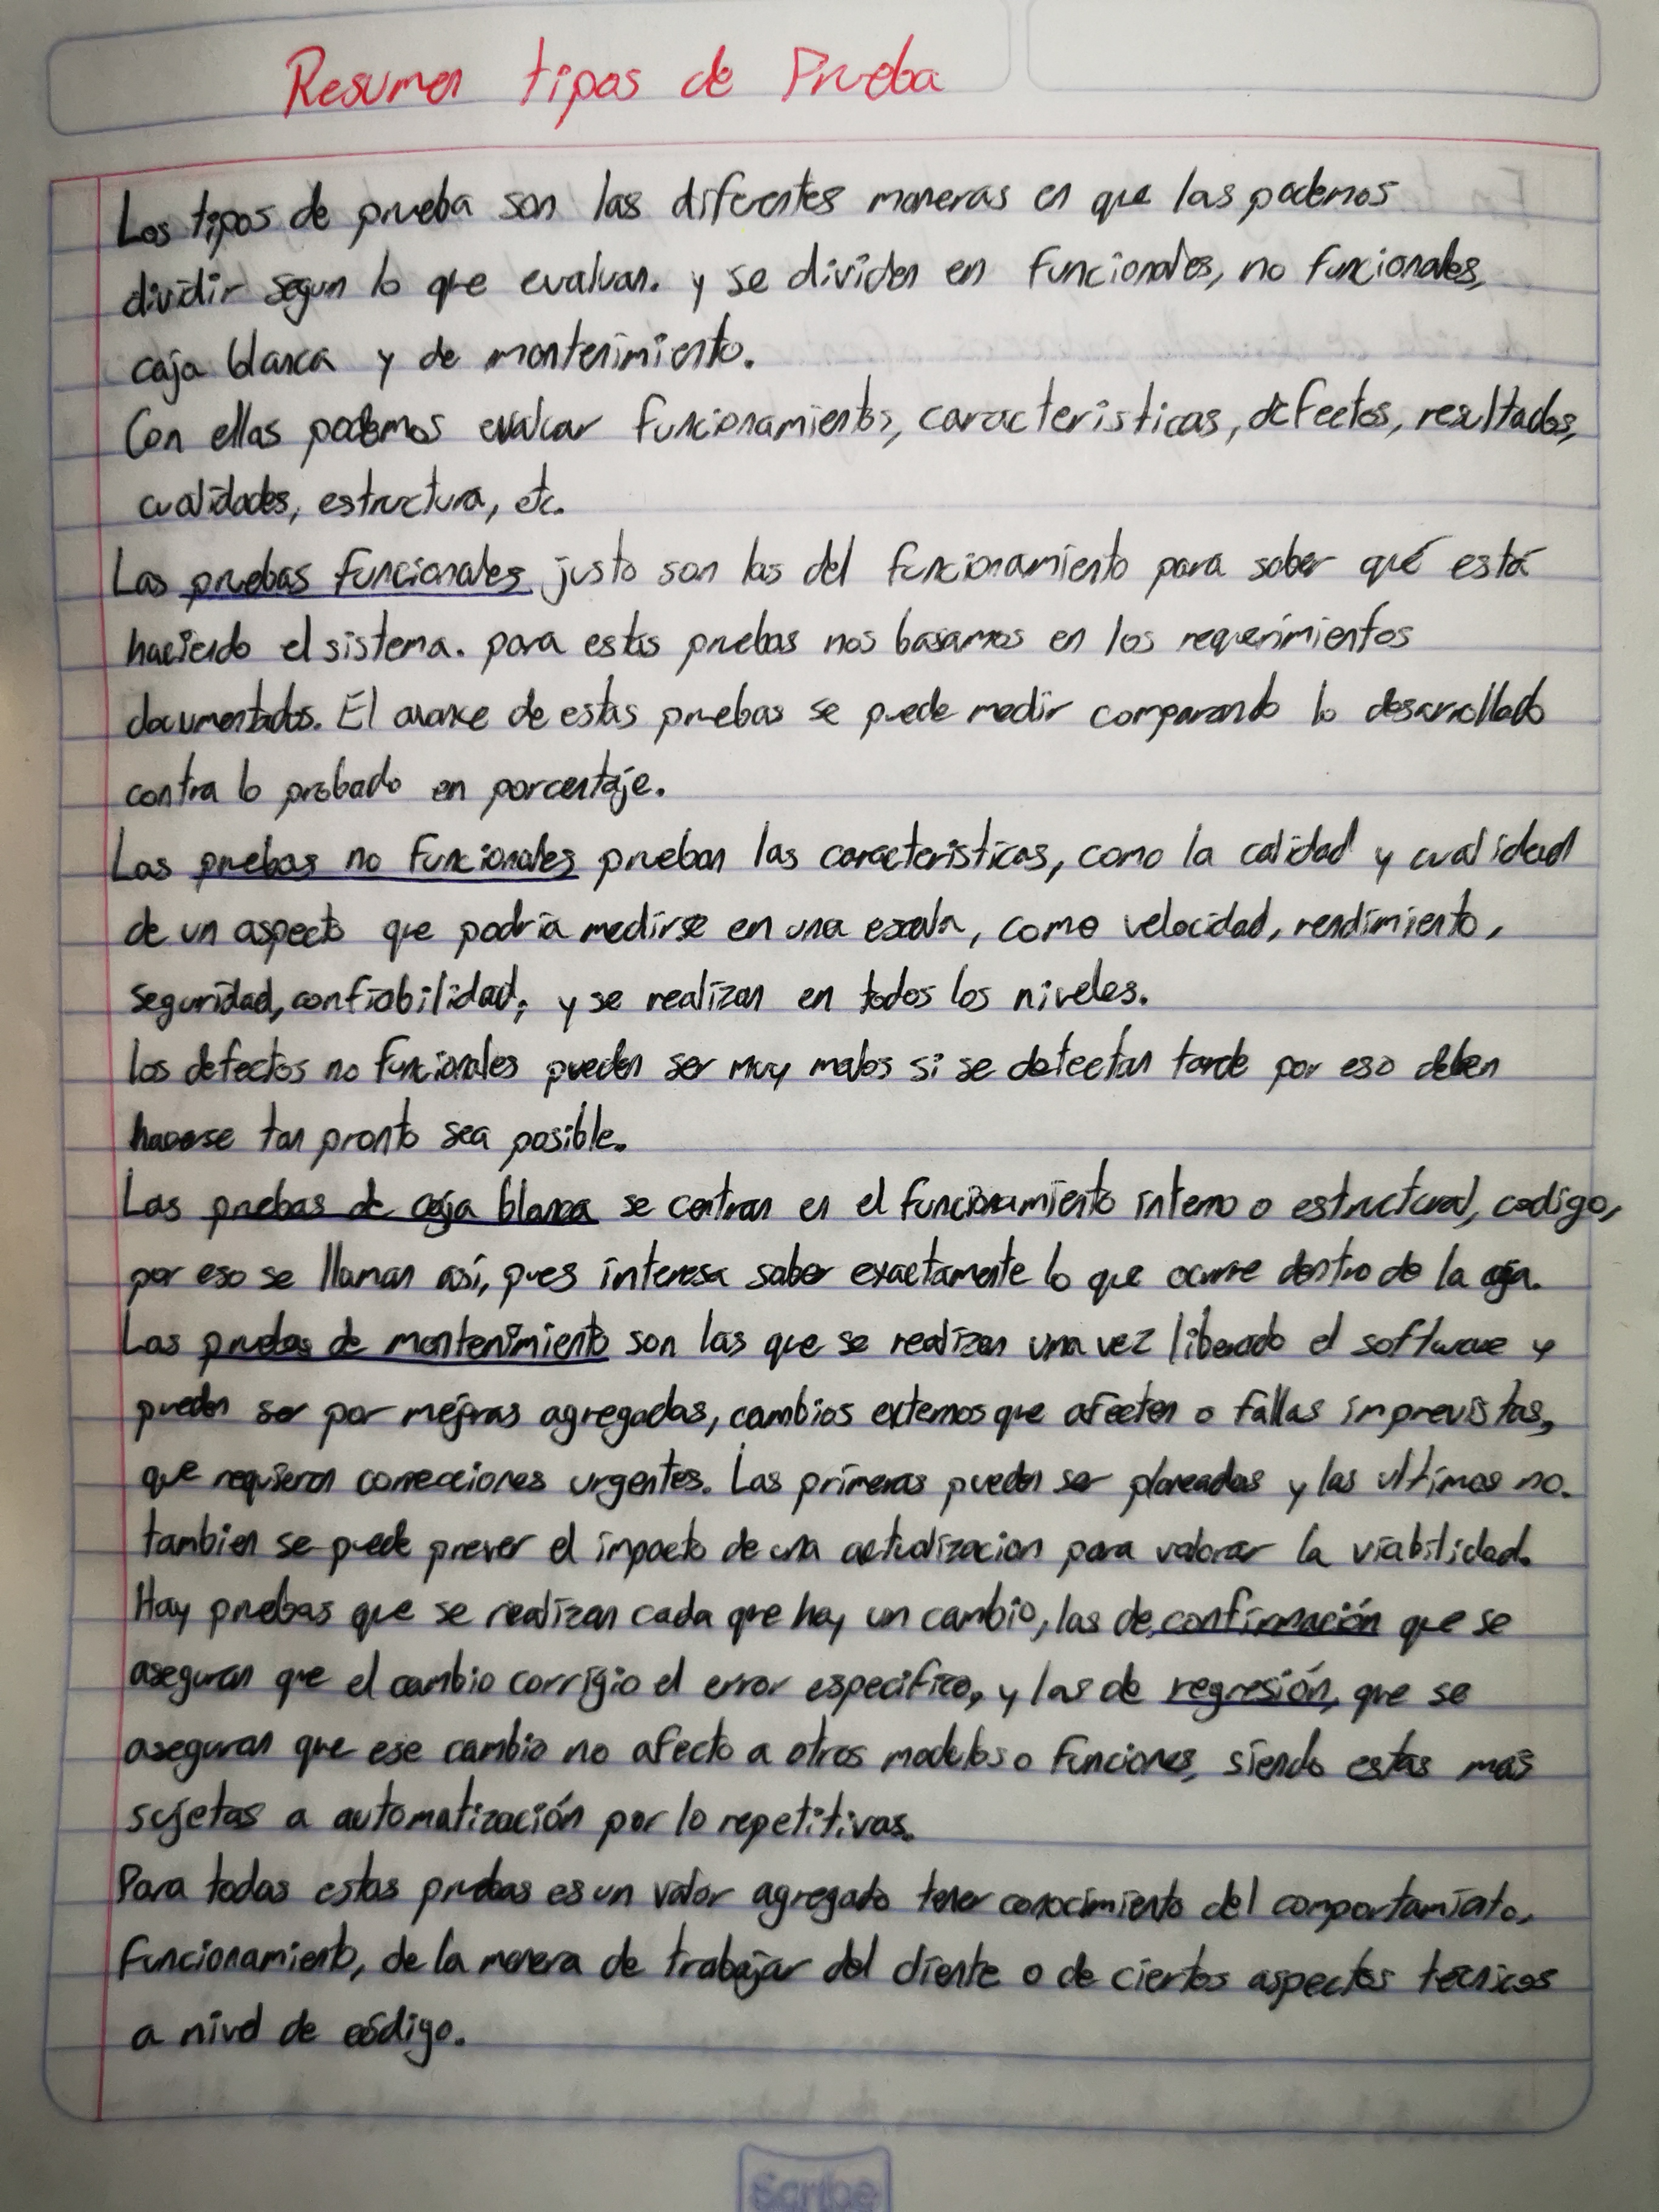 Resumen tipos de Prueba
Los tipos de prueba son las diferentes maneras en que las podemos
dividir segun lo que evaluan. y se dividen en funcionales, no funcionales,
caja blanca y de mantenimiento.
Con ellas podemos evaluar funcionamientos, caracteristicas, defectos, resultados,
cualidades, estructura, etc.
Las pruebas funcionales justo son las del funcionamiento para saber qué está
haciendo el sistema. para estas pruebas nos basamos en los requerimientos
documentados. El avance de estas pruebas se puede medir comparando lo desarrollado
contra lo probado en porcentaje.
Las pruebas no funcionales prueban las caracteristicas, como la calidad y cualidad
de un aspecto que podría medirse en una escala, como velocidad, rendimiento,
seguridad, confiabilidad, y se realizan en todos los niveles.
los defectos no funcionales pueden ser muy malos si se detectan tarde por eso deben
hacerse tan pronto sea posible.
Las pruebas de caja blanca se centran en el funcionamiento interno o estructural, codigo,
por eso se llaman así, pues interesa saber exactamente lo que ocurre dentro de la caja.
Las pruebas de mantenimiento son las que se realizan una vez liberado el software y
pueden ser por mejoras agregadas, cambios externos que afecten o fallas imprevistas,
que requieren correcciones urgentes. Las primeras pueden ser planeadas y las ultimas no.
tambien se puede prever el impacto de una actualizacion para valorar la viabilidad.
Hay pruebas que se realizan cada que hay un cambio, las de confirmación que se
aseguran que el cambio corrigio el error especifico, y las de regresión, que se
aseguran que ese cambio no afecto a otros modelos o funciones, siendo estas más
sujetas a automatización por lo repetitivas.
Para todas estas pruebas es un valor agregado tener conocimiento del comportamiento,
funcionamiento, de la manera de trabajar del cliente o de ciertos aspectos técnicos
a nivel de código.
Scribe